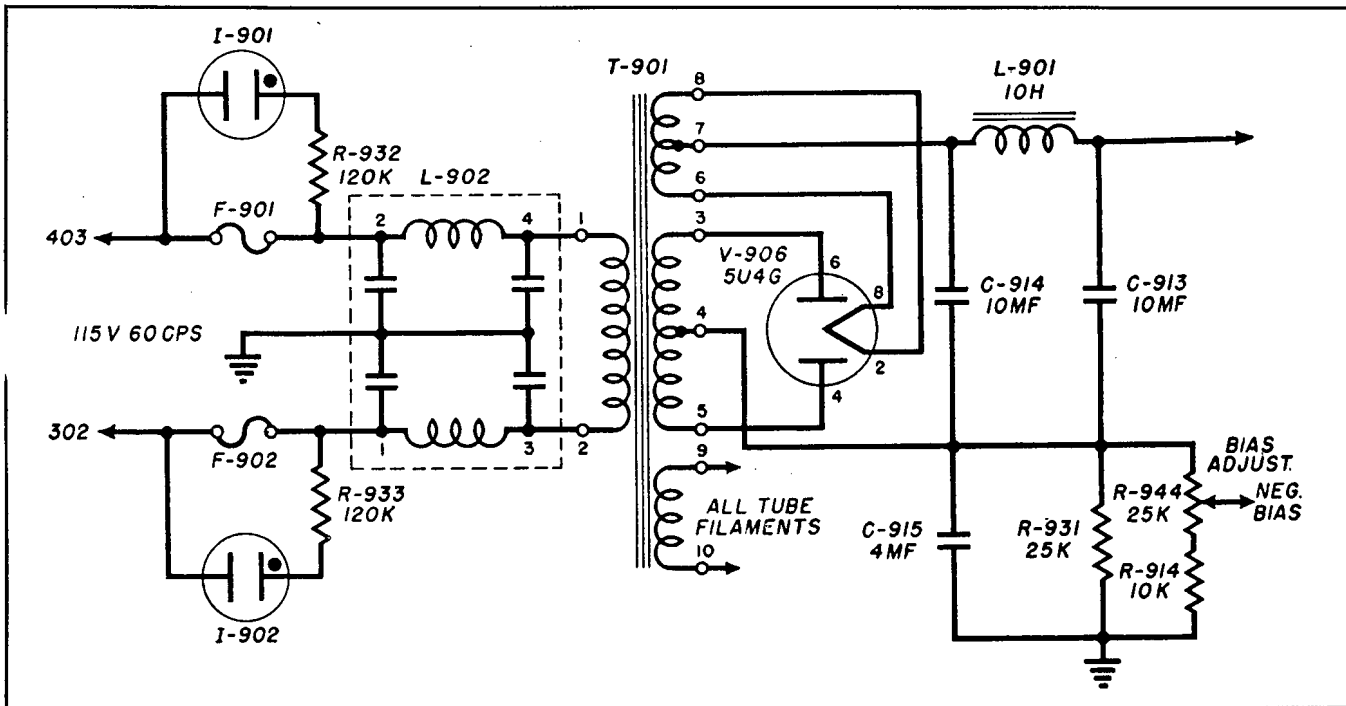 I-901
R-932
120K
F-901
403
L-902
2
4
1
115V 60CPS
302
F-902
1
3
2
R-933
120K
I-902
T-901
8
7
6
3
4
5
9
10
V-906
5U4G
6
8
2
4
ALL TUBE
FILAMENTS
L-901
10H
C-914
10MF
C-913
10MF
C-915
4MF
R-931
25K
BIAS
ADJUST.
R-944
25K
NEG.
BIAS
R-914
10K